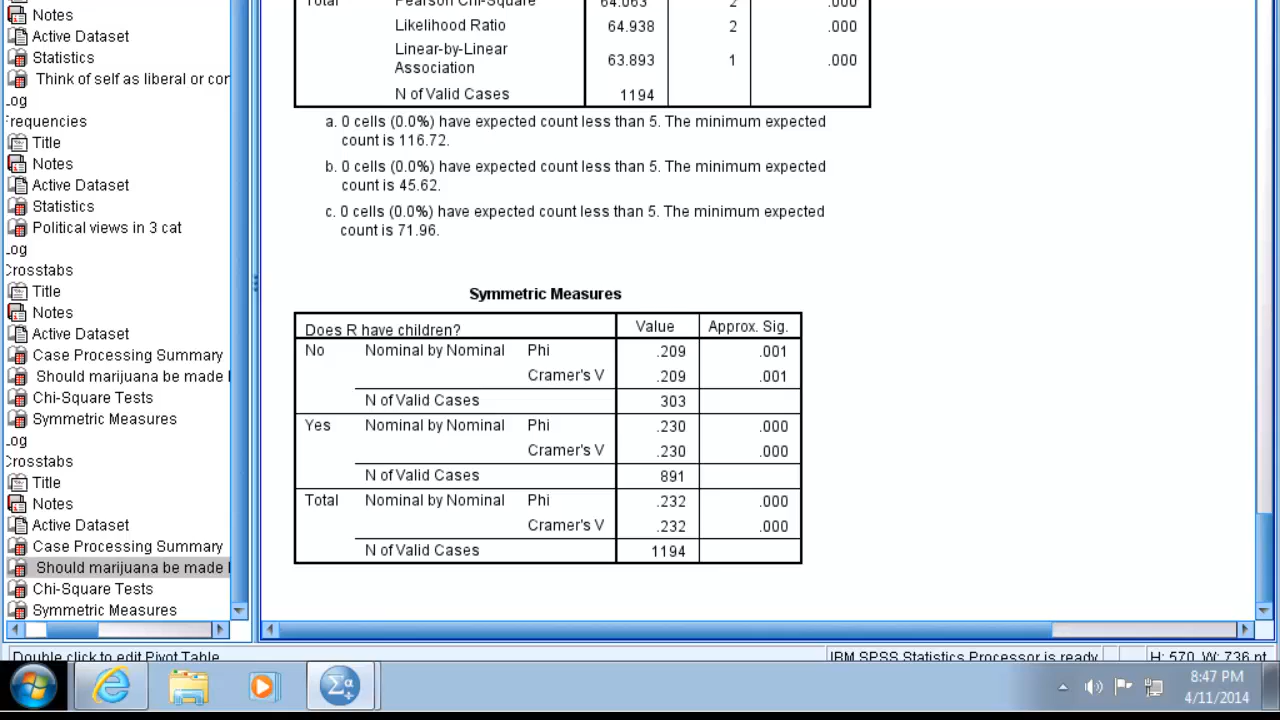 Notes
Active Dataset
Statistics
Think of self as liberal or cor
Log
Frequencies
Title
Notes
Active Dataset
Statistics
Political views in 3 cat
Log
Crosstabs
Title
Notes
Active Dataset
Case Processing Summary
Should marijuana be made l
Chi-Square Tests
Symmetric Measures
Log
Crosstabs
Title
Notes
Active Dataset
Case Processing Summary
Should marijuana be made l
Chi-Square Tests
Symmetric Measures
Total Pearson Chi-Square 64.063 2 .000
Likelihood Ratio 64.938 2 .000
Linear-by-Linear
Association 63.893 1 .000
N of Valid Cases 1194
a. 0 cells (0.0%) have expected count less than 5. The minimum expected
count is 116.72.
b. 0 cells (0.0%) have expected count less than 5. The minimum expected
count is 45.62.
c. 0 cells (0.0%) have expected count less than 5. The minimum expected
count is 71.96.
Symmetric Measures
Does R have children? Value Approx. Sig.
No Nominal by Nominal Phi .209 .001
Cramer's V .209 .001
N of Valid Cases 303
Yes Nominal by Nominal Phi .230 .000
Cramer's V .230 .000
N of Valid Cases 891
Total Nominal by Nominal Phi .232 .000
Cramer's V .232 .000
N of Valid Cases 1194
Double click to edit Pivot Table IBM SPSS Statistics Processor is ready H: 570, W: 736 pt
8:47 PM
4/11/2014